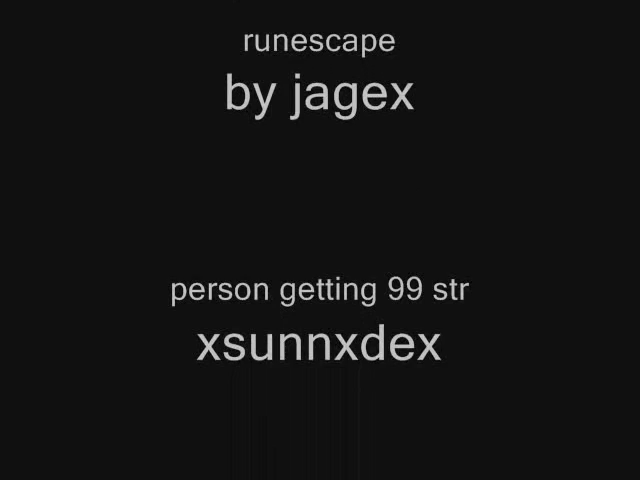 runescape
by jagex
person getting 99 str
xsunnxdex